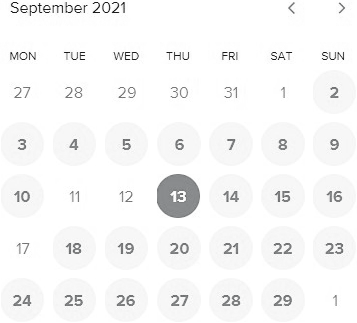 September 2021
MON TUE WED THU FRI SAT SUN
27 28 29 30 31 1 2
3 4 5 6 7 8 9
10 11 12 13 14 15 16
17 18 19 20 21 22 23
24 25 26 27 28 29 1